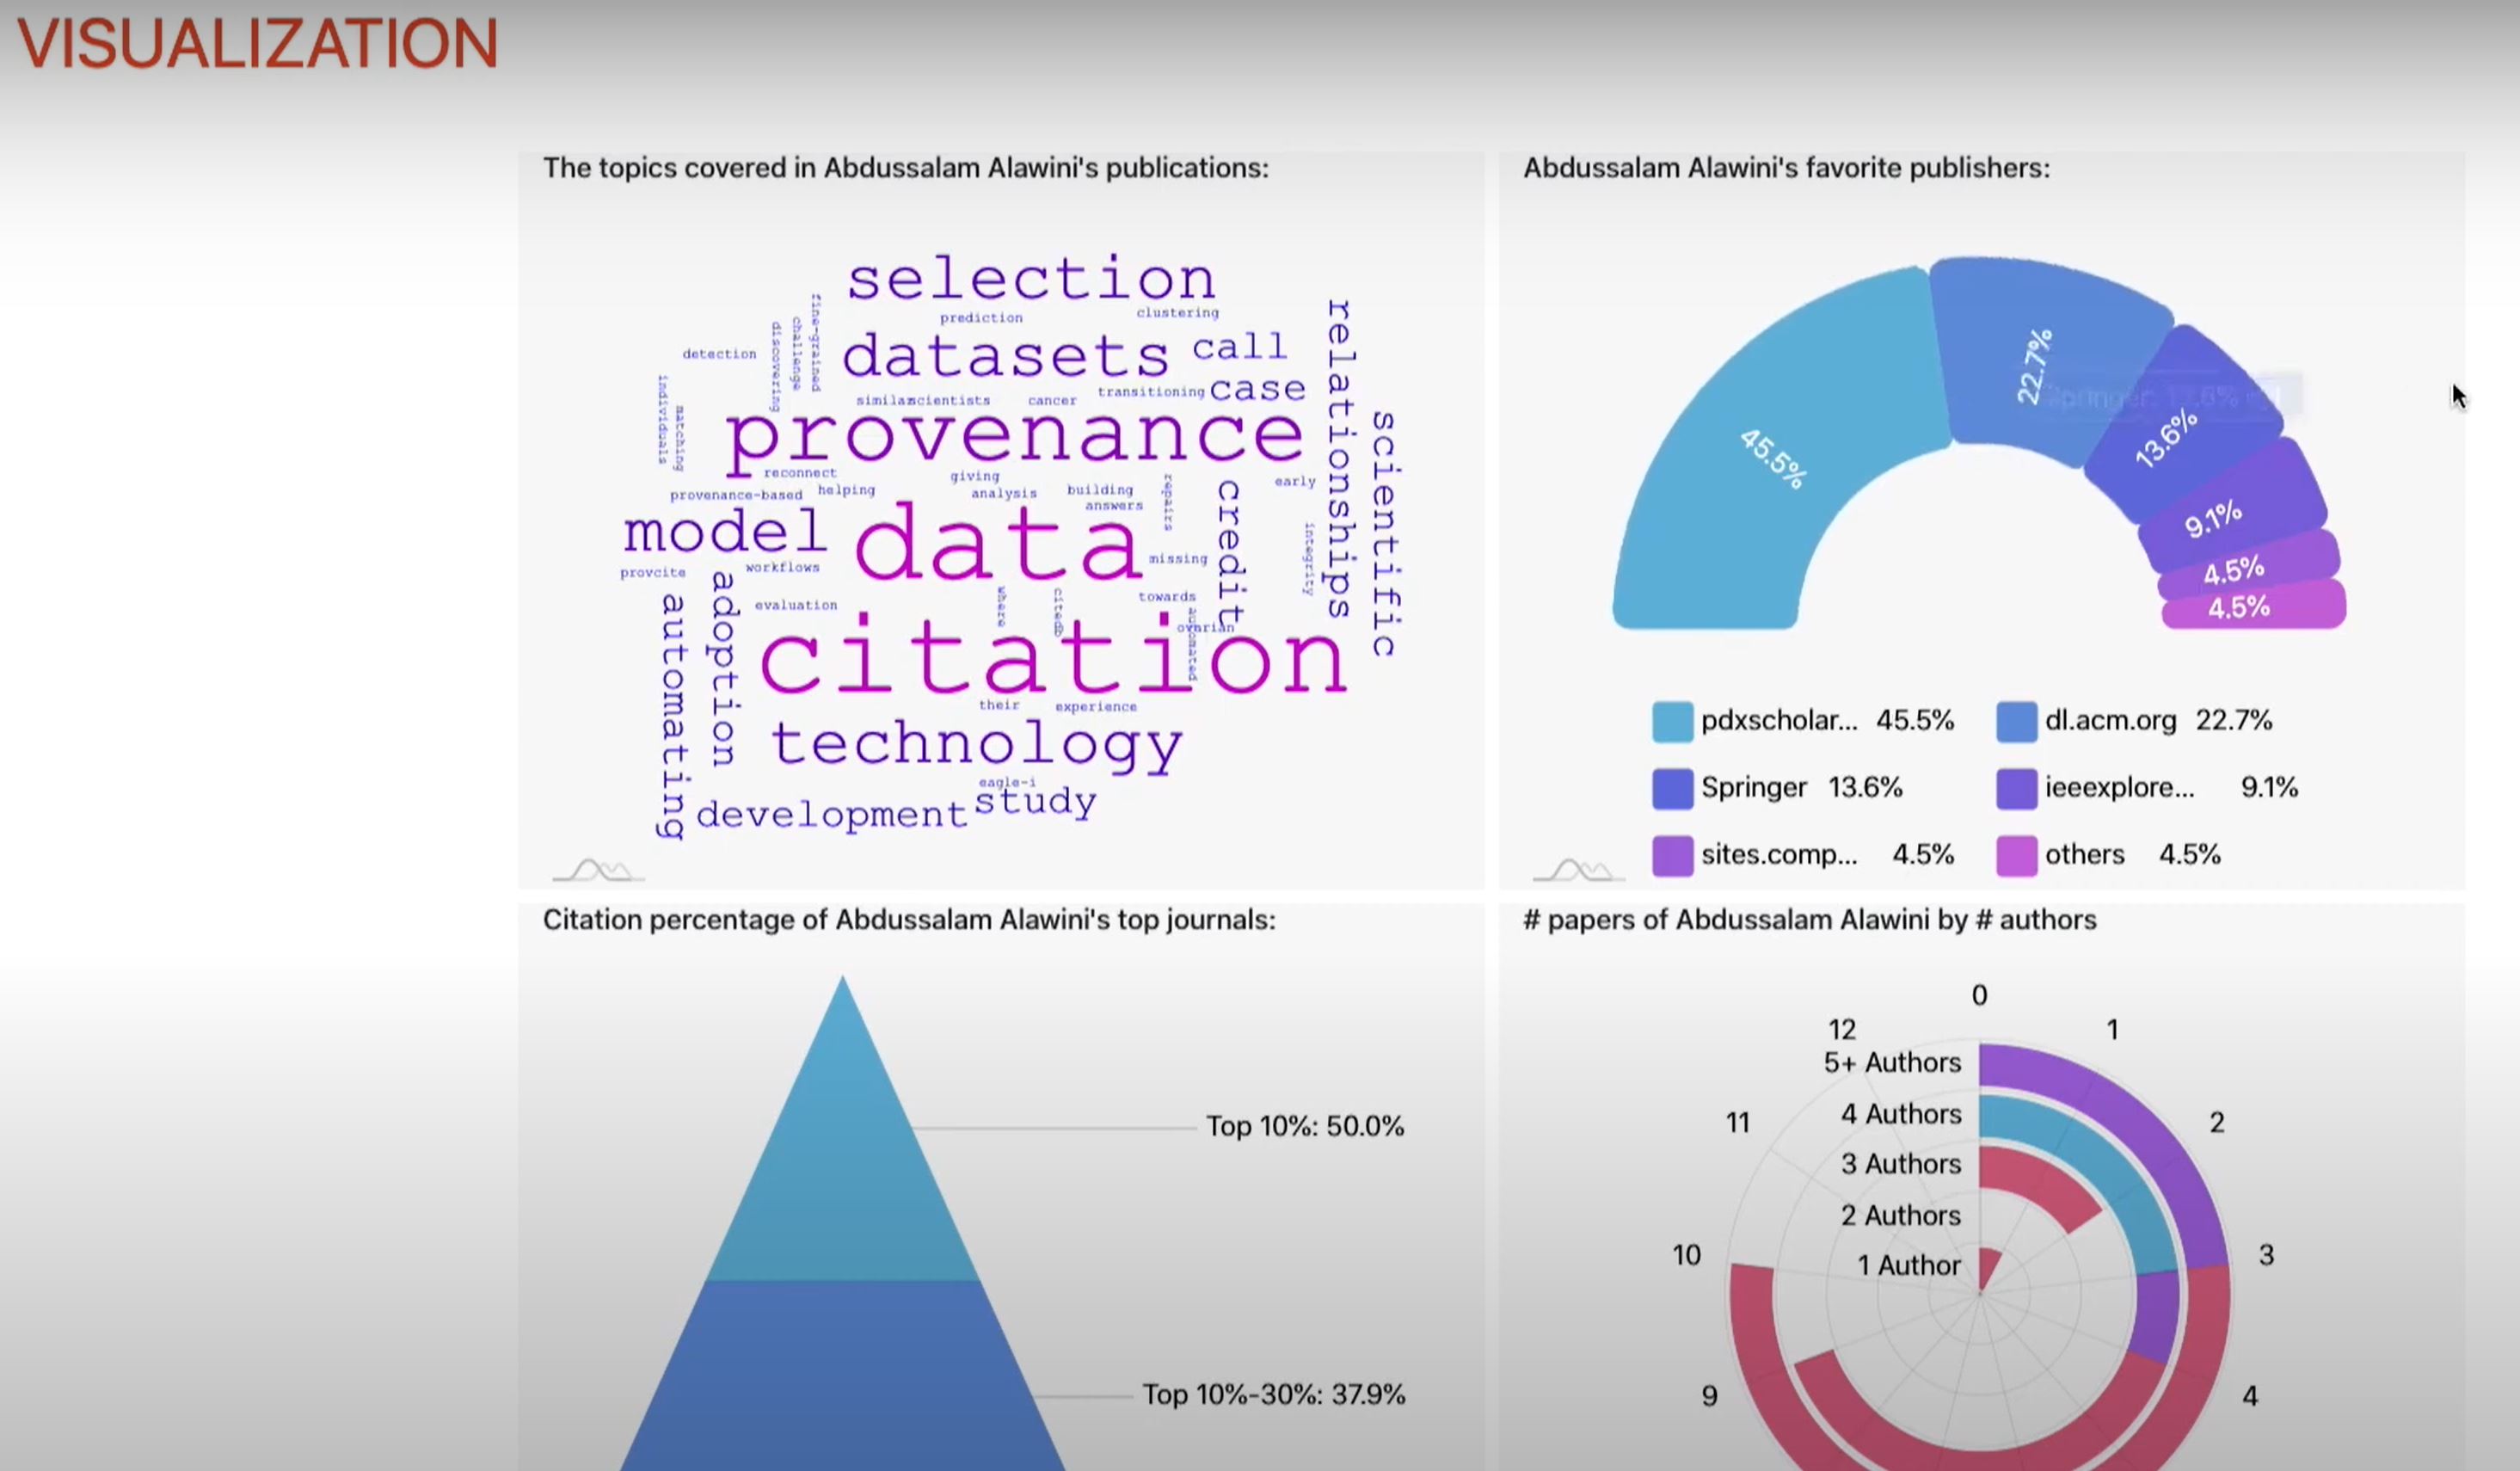 VISUALIZATION
The topics covered in Abdussalam Alawini's publications:
selection
prediction
clustering
fine-grained
challenge
discovering
detection
datasets
call
relationships
individuals
matching
scientists
cancer
transitioning
case
provenance
scientific
reconnect
giving
provenance-based
helping
analysis
building
answers
repairs
credit
early
integrity
model
data
missing
provcite
workflows
adoption
automating
evaluation
where
towards
ovarian
automated
citation
their
experience
technology
eagle-i
development
study
Abdussalam Alawini's favorite publishers:
45.5%
22.7%
13.6%
9.1%
4.5%
4.5%
Springer: 13.6%
pdxscholar... 45.5%
dl.acm.org 22.7%
Springer 13.6%
ieeexplore... 9.1%
sites.comp... 4.5%
others 4.5%
Citation percentage of Abdussalam Alawini's top journals:
Top 10%: 50.0%
Top 10%-30%: 37.9%
# papers of Abdussalam Alawini by # authors
0
12
1
5+ Authors
11
4 Authors
2
3 Authors
2 Authors
10
1 Author
3
9
4